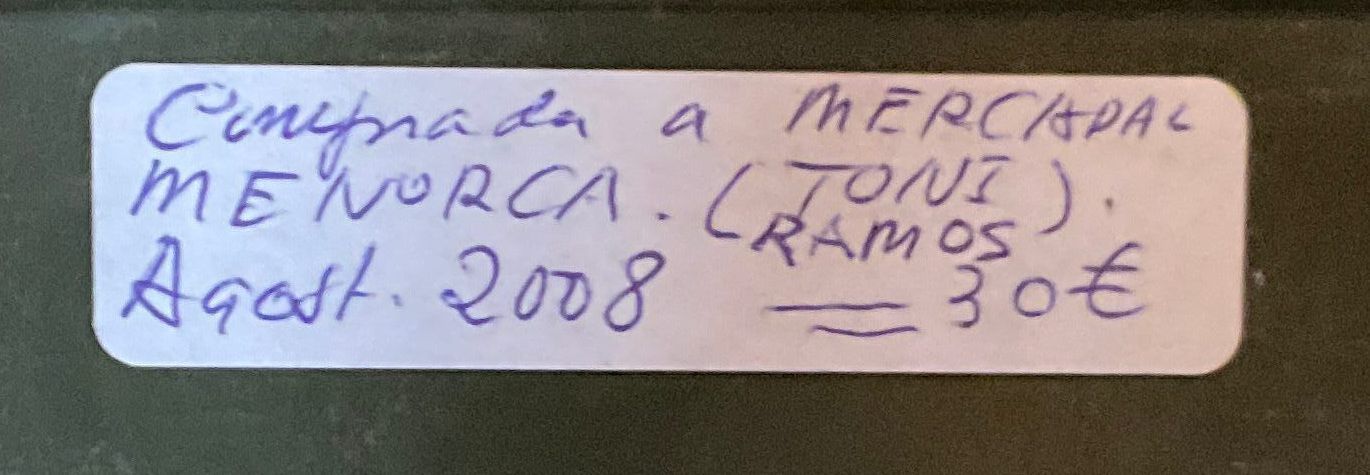 Comprada a MERCADAL
MENORCA. (TONI RAMOS).
Agost. 2008 = 30€